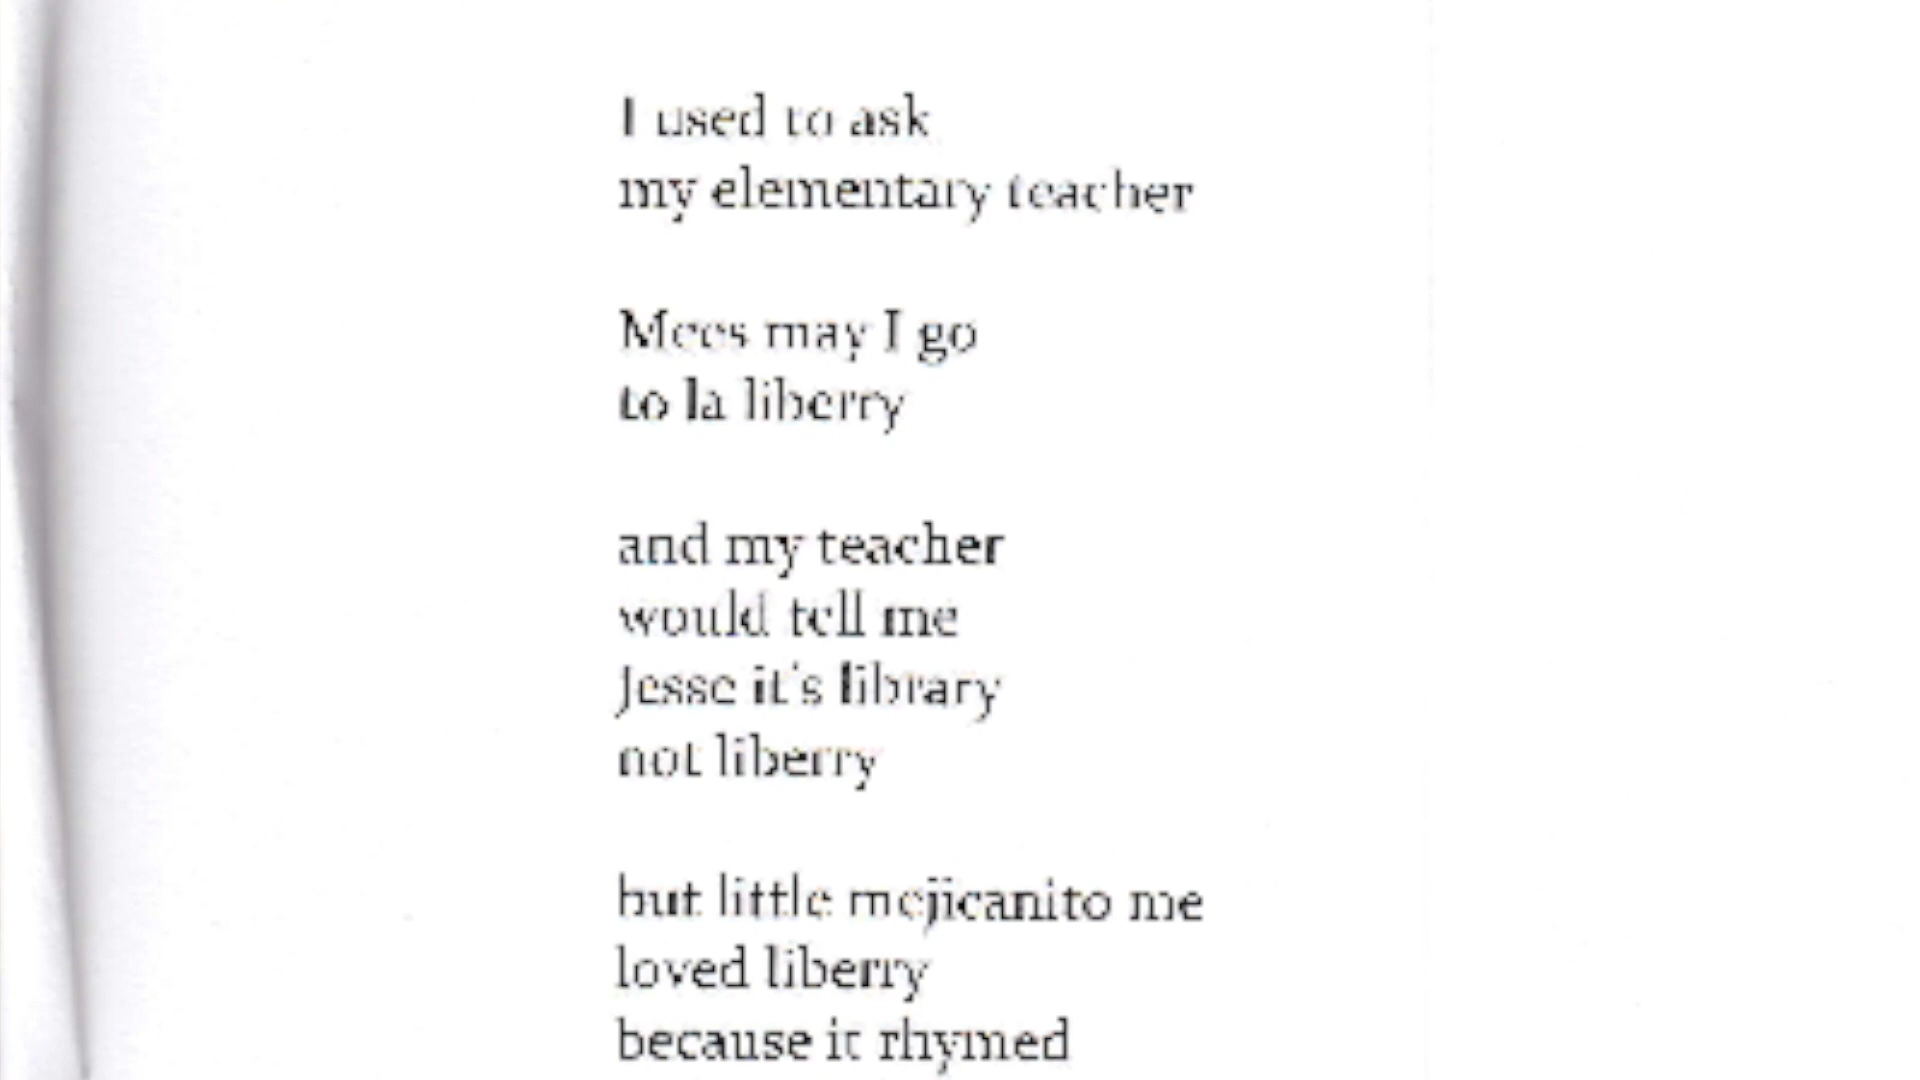 I used to ask
my elementary teacher
Mees may I go
to la liberry
and my teacher
would tell me
Jesse it's library
not liberry
but little mejicanito me
loved liberry
because it rhymed